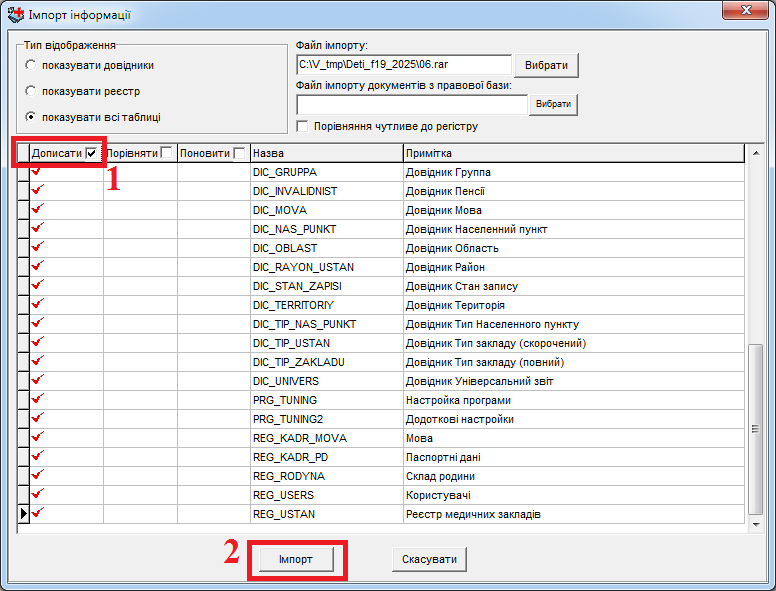 Імпорт інформації
Тип відображення
показувати довідники
показувати реєстр
показувати всі таблиці
Файл імпорту:
C:\V_tmp\Deti_f19_2025\06.rar
Вибрати
Файл імпорту документів з правової бази:
Вибрати
Порівняння чутливе до регістру
Дописати Порівняти Поновити Назва Примітка
1
DIC_GRUPPA Довідник Группа
DIC_INVALIDNIST Довідник Пенсії
DIC_MOVA Довідник Мова
DIC_NAS_PUNKT Довідник Населенний пункт
DIC_OBLAST Довідник Область
DIC_RAYON_USTAN Довідник Район
DIC_STAN_ZAPISI Довідник Стан запису
DIC_TERRITORIY Довідник Територія
DIC_TIP_NAS_PUNKT Довідник Тип Населенного пункту
DIC_TIP_USTAN Довідник Тип закладу (скорочений)
DIC_TIP_ZAKLADU Довідник Тип закладу (повний)
DIC_UNIVERS Довідник Універсальний звіт
PRG_TUNING Настройка програми
PRG_TUNING2 Додоткові настройки
REG_KADR_MOVA Мова
REG_KADR_PD Паспортні дані
REG_RODYNA Склад родини
REG_USERS Користувачі
REG_USTAN Реєстр медичних закладів
2
Імпорт Скасувати